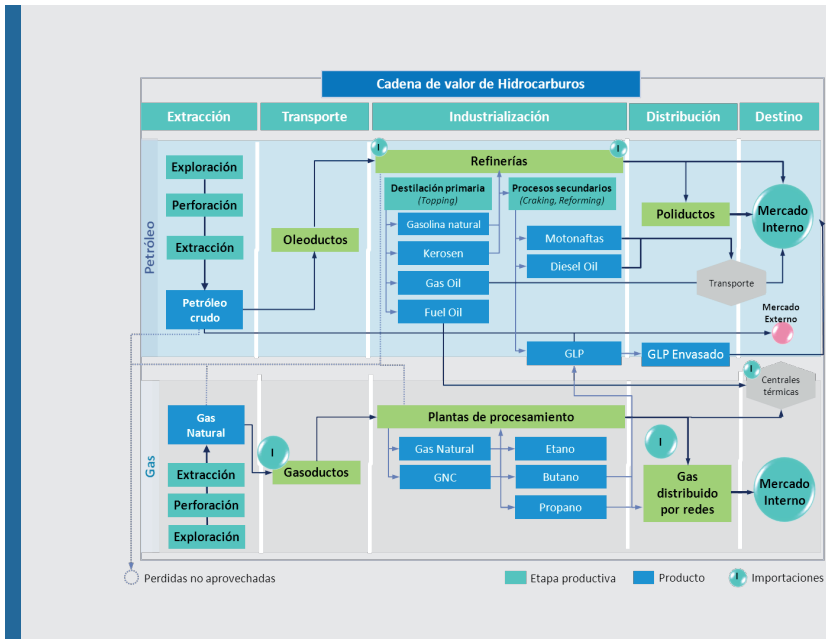 Cadena de valor de Hidrocarburos
Extracción
Transporte
Industrialización
Distribución
Destino
Petróleo
Exploración
Perforación
Extracción
Petróleo
crudo
Oleoductos
I
Refinerías
I
Destilación primaria
(Topping)
Gasolina natural
Kerosen
Gas Oil
Fuel Oil
Procesos secundarios
(Craking, Reforming)
Motonaftas
Diesel Oil
GLP
Poliductos
Transporte
GLP Envasado
Mercado
Interno
Mercado
Externo
I
Centrales
térmicas
Gas
Gas
Natural
Extracción
Perforación
Exploración
I
Gasoductos
Plantas de procesamiento
Gas Natural
GNC
Etano
Butano
Propano
I
Gas
distribuido
por redes
Mercado
Interno
Perdidas no aprovechadas
Etapa productiva
Producto
I
Importaciones